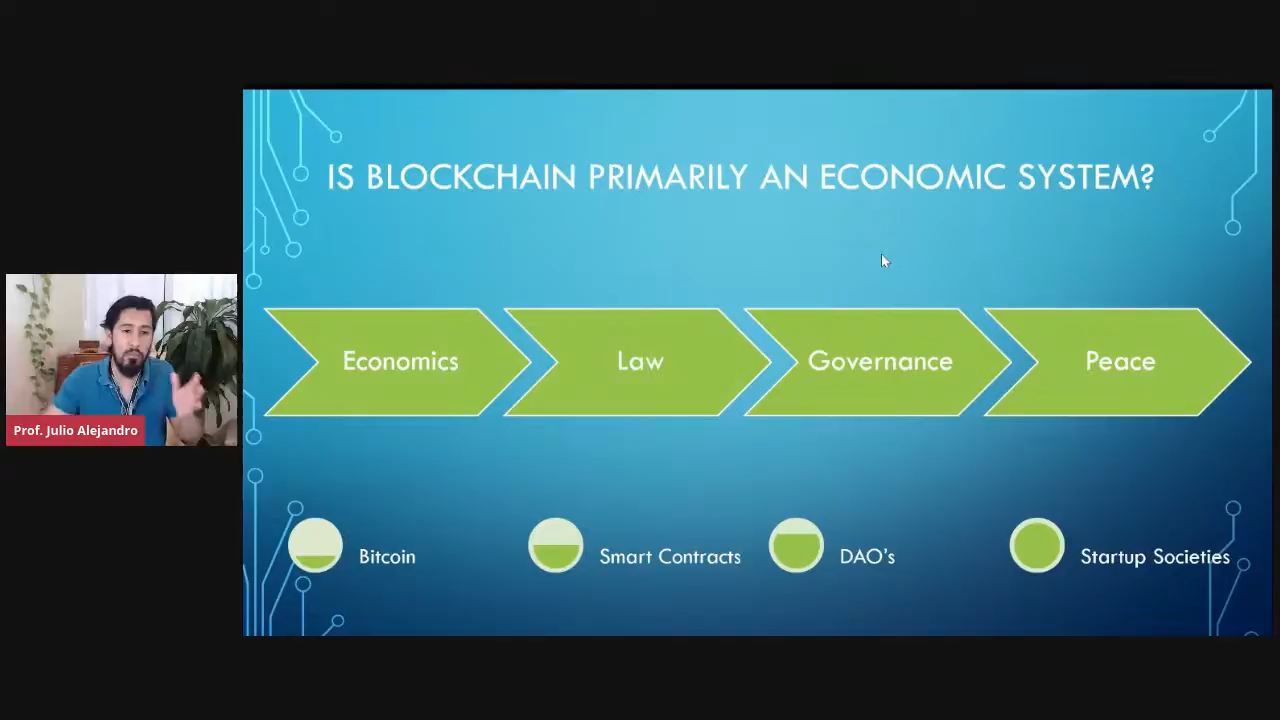 IS BLOCKCHAIN PRIMARILY AN ECONOMIC SYSTEM?
Economics
Law
Governance
Peace
Prof. Julio Alejandro
Bitcoin
Smart Contracts
DAO's
Startup Societies